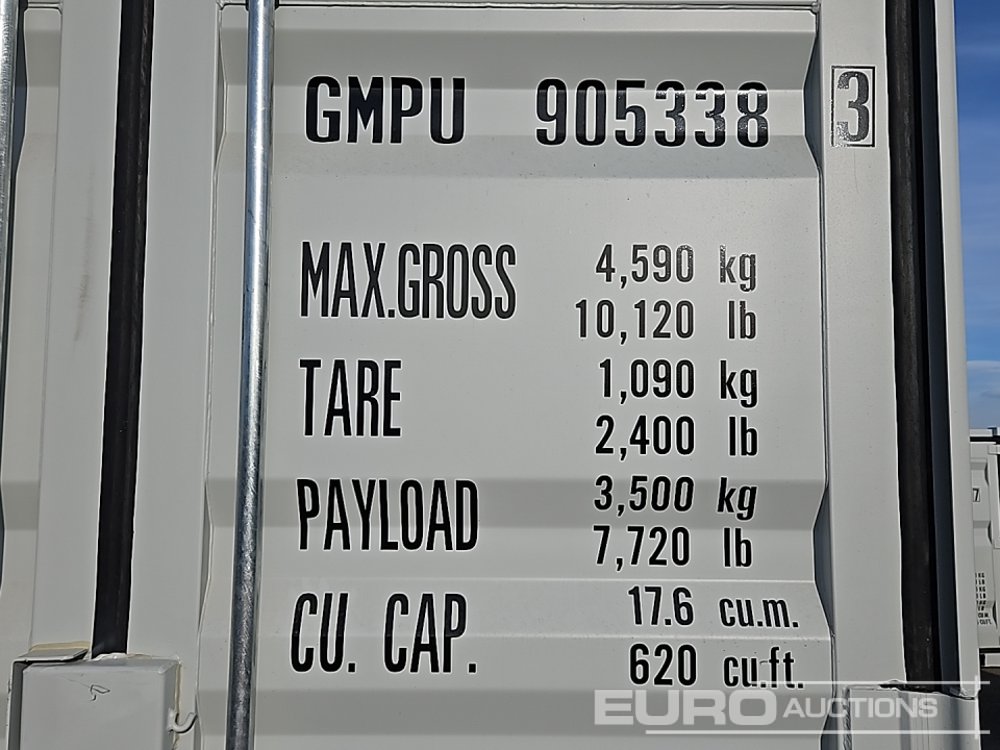 GMPU 905338 3
MAX.GROSS 4,590 kg
10,120 lb
TARE 1,090 kg
2,400 lb
PAYLOAD 3,500 kg
7,720 lb
CU. CAP. 17.6 cu.m.
620 cu.ft.
EURO AUCTIONS